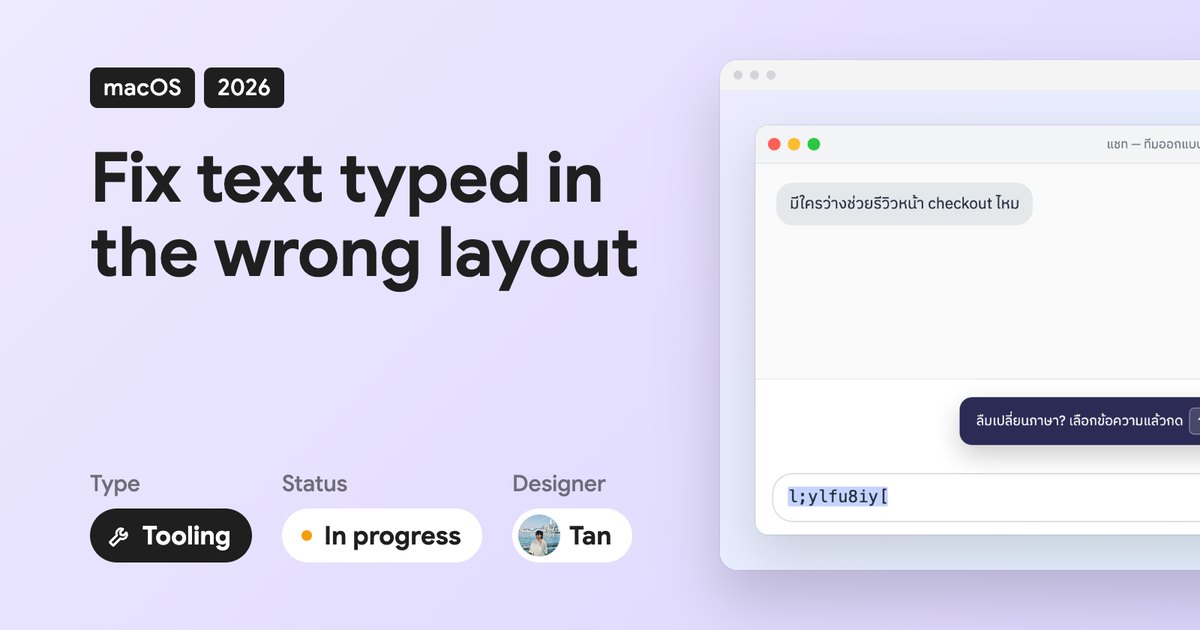 macOS 2026
Fix text typed in
the wrong layout
Type
Tooling
Status
In progress
Designer
Tan
แชท — ทีมออกแบบ
มีใครว่างช่วยรีวิวหน้า checkout ไหม
ลืมเปลี่ยนภาษา? เลือกข้อความแล้วกด
l;ylfu8iy[